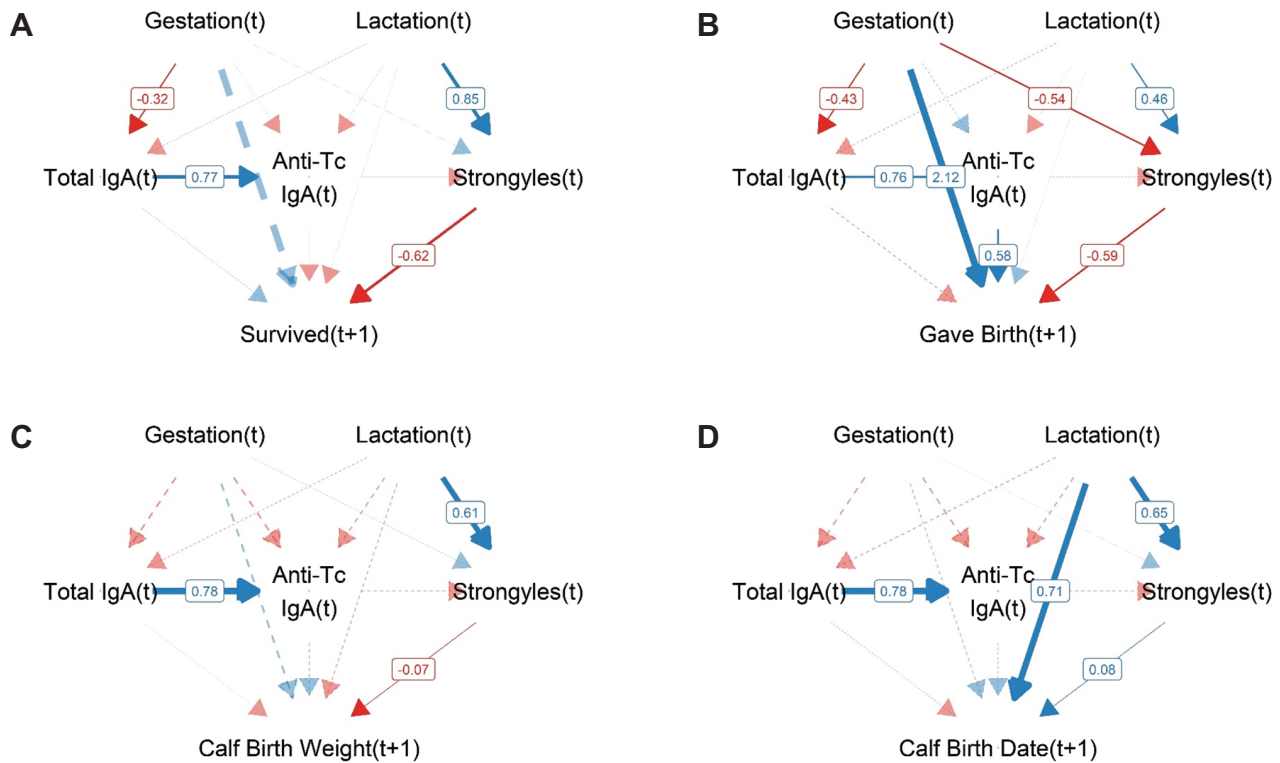 A
Gestation(t) Lactation(t)
-0.32 0.85
Total IgA(t) 0.77 Anti-Tc
IgA(t) Strongyles(t)
-0.62
Survived(t+1)
B
Gestation(t) Lactation(t)
-0.43 -0.54 0.46
Total IgA(t) 0.76 2.12 Anti-Tc
IgA(t) Strongyles(t)
0.58 -0.59
Gave Birth(t+1)
C
Gestation(t) Lactation(t)
0.61
Total IgA(t) 0.78 Anti-Tc
IgA(t) Strongyles(t)
-0.07
Calf Birth Weight(t+1)
D
Gestation(t) Lactation(t)
0.65
Total IgA(t) 0.78 Anti-Tc
IgA(t) 0.71 Strongyles(t)
0.08
Calf Birth Date(t+1)